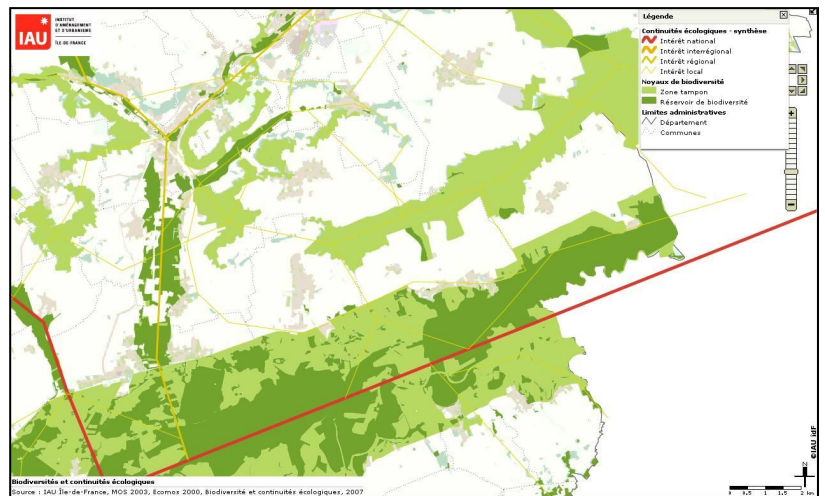 IAU
INSTITUT
D'AMÉNAGEMENT
ET D'URBANISME
ÎLE-DE-FRANCE
Légende
Continuités écologiques - synthèse
Intérêt national
Intérêt interrégional
Intérêt régional
Intérêt local
Noyaux de biodiversité
Zone tampon
Réservoir de biodiversité
Limites administratives
Département
Communes
©IAU îdF
N
0 0.5 1 1.5 2 km
Biodiversités et continuités écologiques
Source : IAU Île-de-France, MOS 2003, Ecomos 2000, Biodiversité et continuités écologiques, 2007